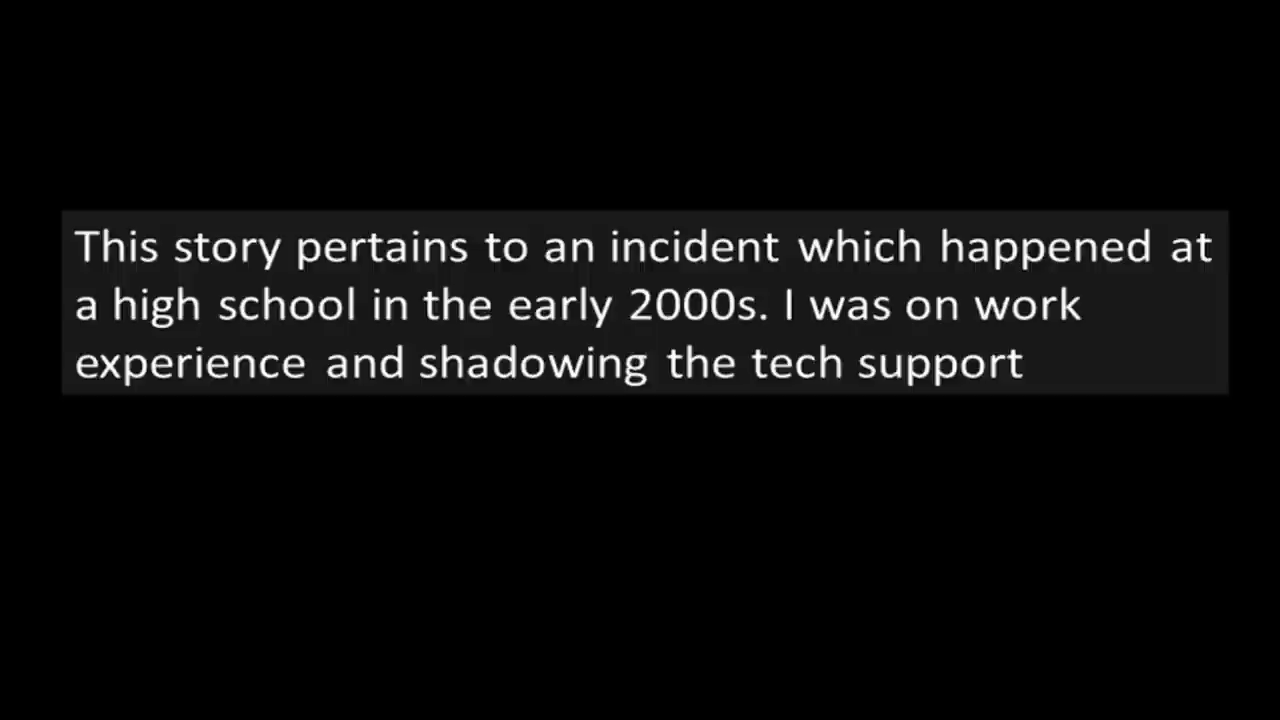 This story pertains to an incident which happened at
a high school in the early 2000s. I was on work
experience and shadowing the tech support